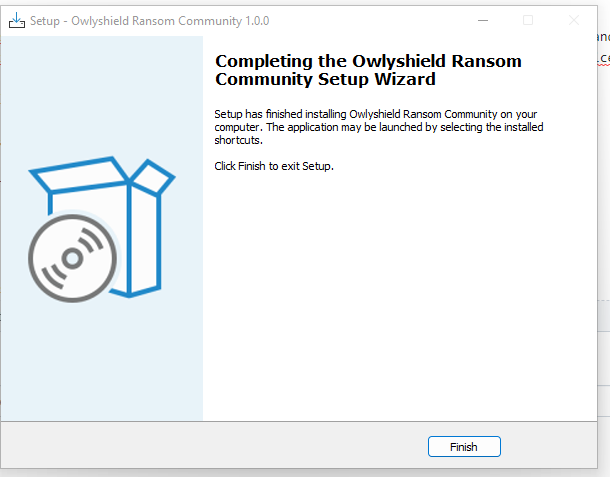 Setup - Owlyshield Ransom Community 1.0.0
Completing the Owlyshield Ransom
Community Setup Wizard
Setup has finished installing Owlyshield Ransom Community on your
computer. The application may be launched by selecting the installed
shortcuts.
Click Finish to exit Setup.
Finish